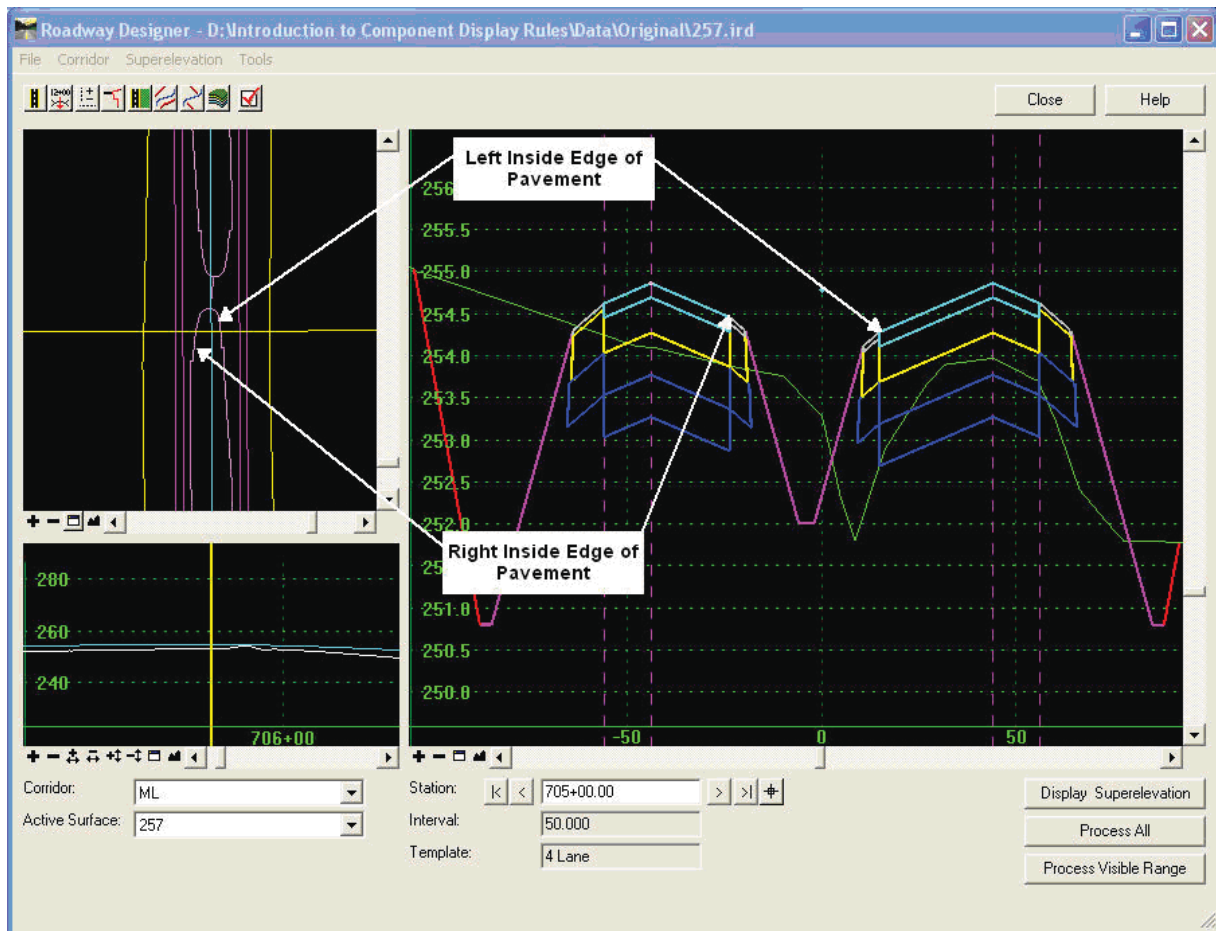 Roadway Designer - D:\Introduction to Component Display Rules\Data\Original\257.ird
File Corridor Superelevation Tools
12+00
Close Help
Left Inside Edge of
Pavement
256
255.5
255.0
254.5
254.0
253.5
253.0
252.5
252.0
Right Inside Edge of
Pavement
251.0
250.5
250.0
-50 0 50
280
260
240
706+00
Corridor: ML
Active Surface: 257
Station: 705+00.00
Interval: 50.000
Template: 4 Lane
Display Superelevation
Process All
Process Visible Range